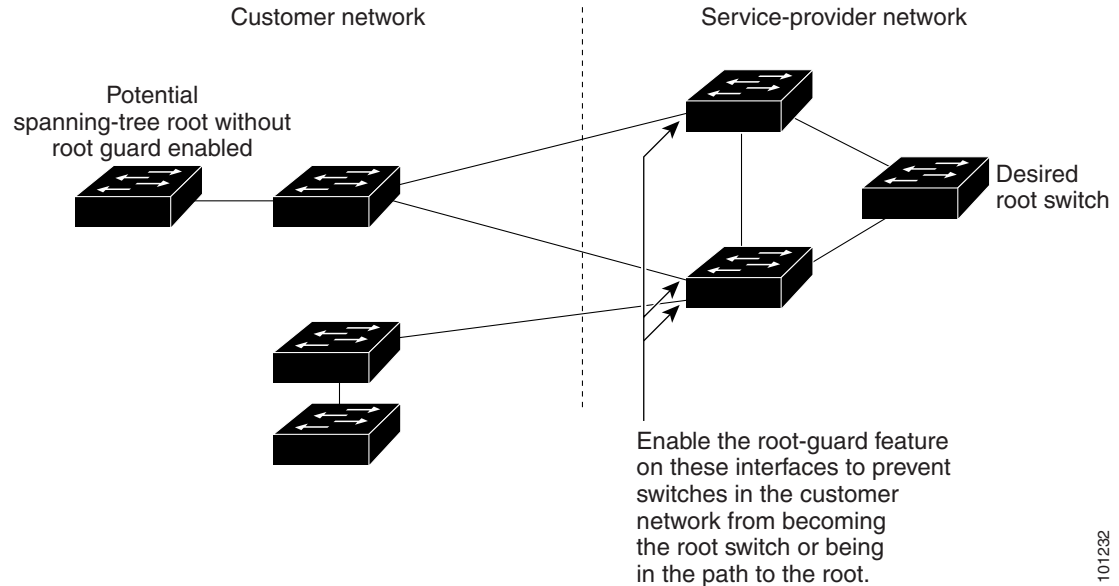 Customer network
Service-provider network
Potential
spanning-tree root without
root guard enabled
Desired
root switch
Enable the root-guard feature
on these interfaces to prevent
switches in the customer
network from becoming
the root switch or being
in the path to the root.
101232